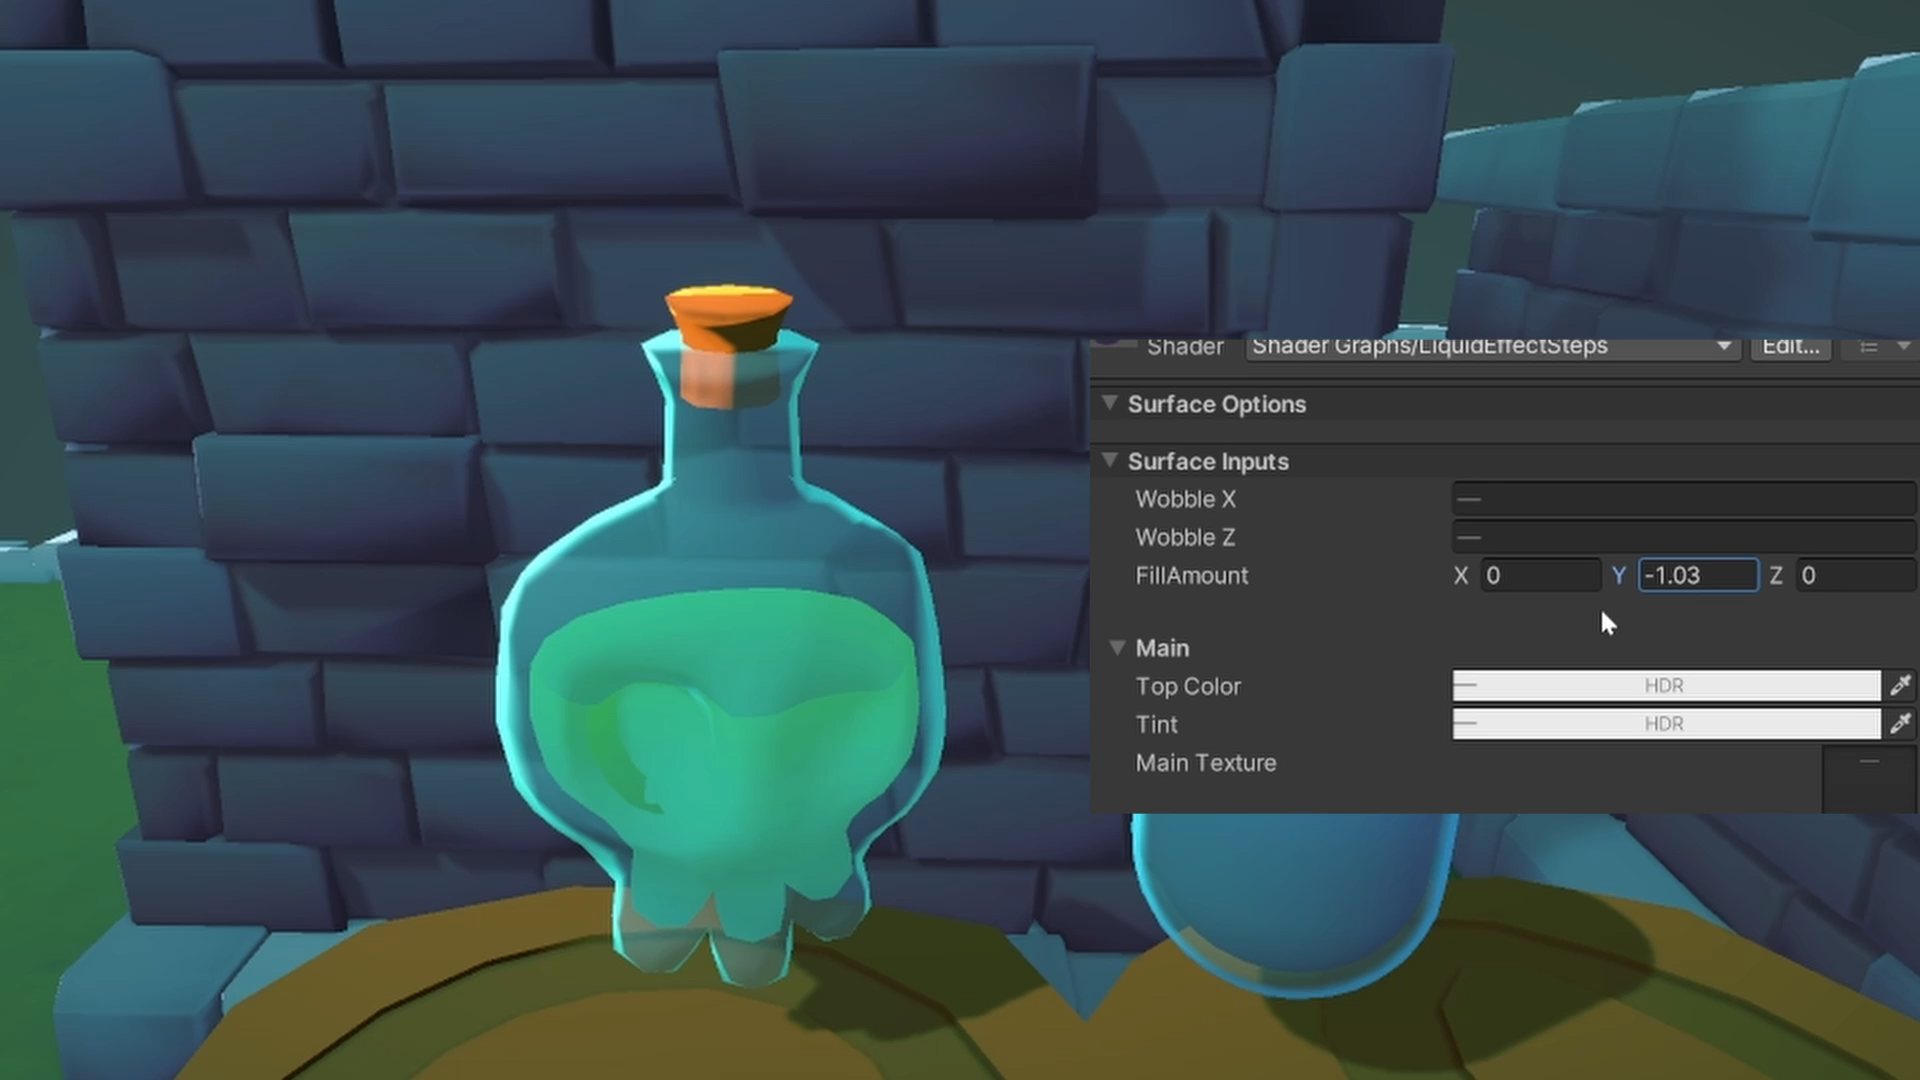 Shader Shader Graphs/LiquidEffectSteps Edit...
Surface Options
Surface Inputs
Wobble X —
Wobble Z —
FillAmount X 0 Y -1.03 Z 0
Main
Top Color — HDR
Tint — HDR
Main Texture —